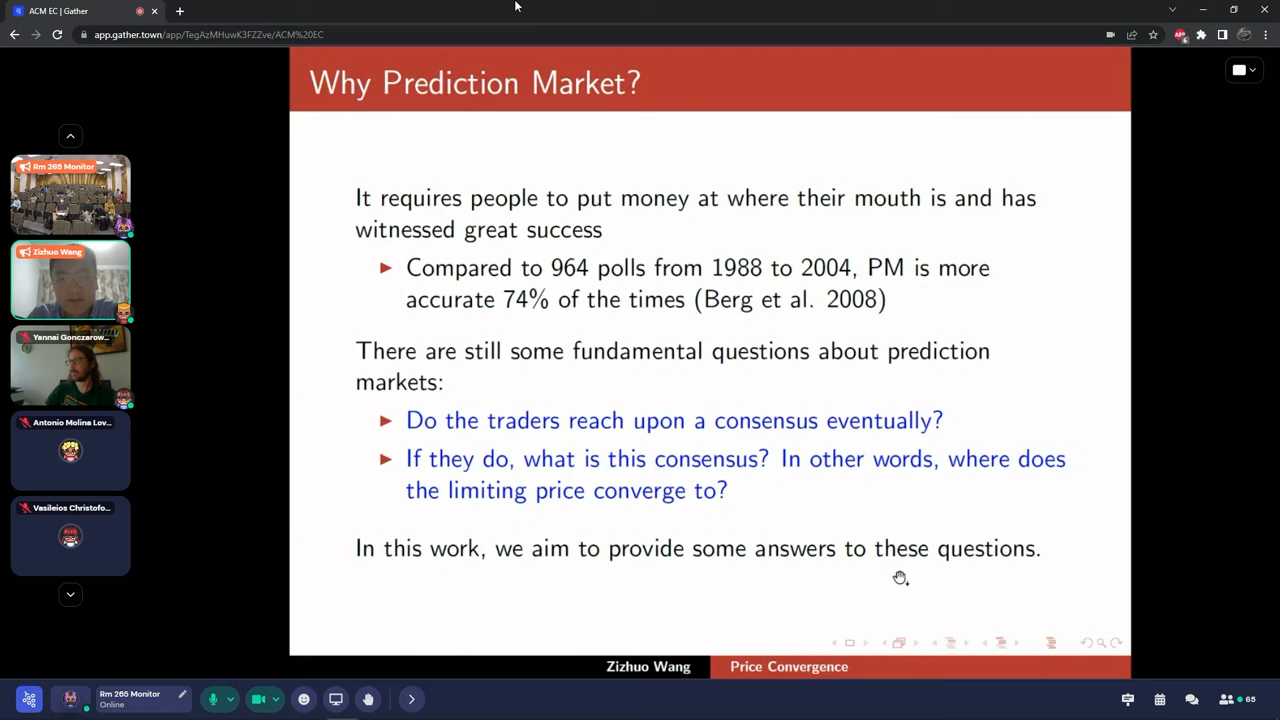 ACM EC | Gather
app.gather.town/app/TegAzMHuwK3FZZve/ACM%20EC
Why Prediction Market?
Rm 265 Monitor
It requires people to put money at where their mouth is and has
witnessed great success
Zizhuo Wang
▶ Compared to 964 polls from 1988 to 2004, PM is more
accurate 74% of the times (Berg et al. 2008)
Yannai Gonczarow...
There are still some fundamental questions about prediction
markets:
Antonio Molina Lov...
▶ Do the traders reach upon a consensus eventually?
▶ If they do, what is this consensus? In other words, where does
the limiting price converge to?
Vasileios Christofo...
In this work, we aim to provide some answers to these questions.
Zizhuo Wang
Price Convergence
Rm 265 Monitor
Online
65